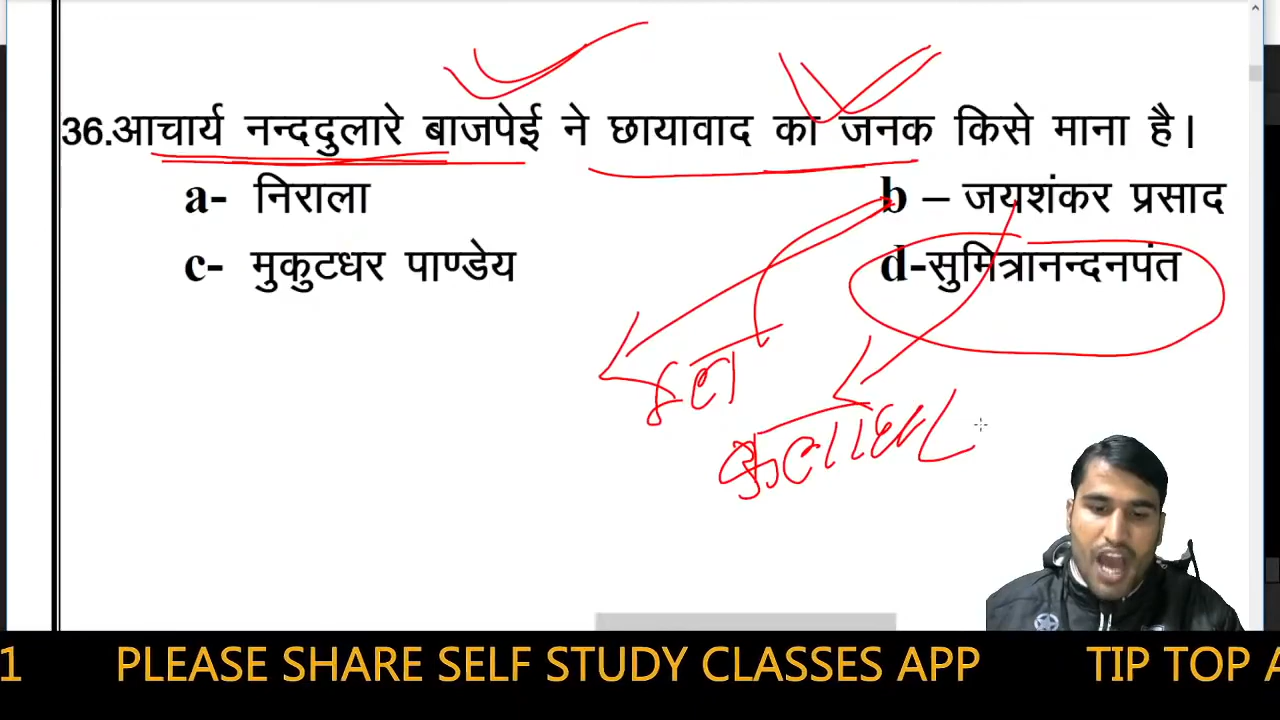 36.आचार्य नन्ददुलारे बाजपेई ने छायावाद का जनक किसे माना है।
a- निराला b – जयशंकर प्रसाद
c- मुकुटधर पाण्डेय d-सुमित्रानन्दनपंत
1 PLEASE SHARE SELF STUDY CLASSES APP TIP TOP A